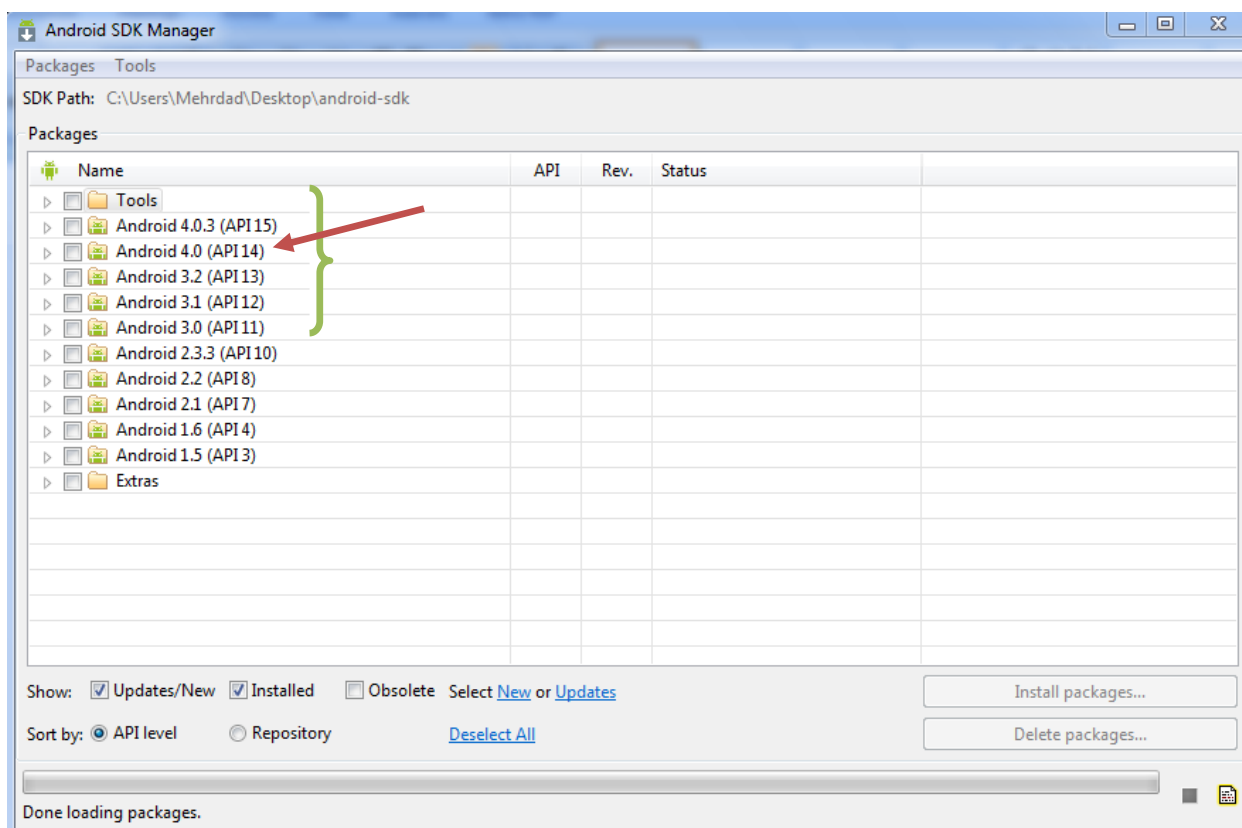 Android SDK Manager
Packages Tools
SDK Path: C:\Users\Mehrdad\Desktop\android-sdk
Packages
Name API Rev. Status
Tools
Android 4.0.3 (API 15)
Android 4.0 (API 14)
Android 3.2 (API 13)
Android 3.1 (API 12)
Android 3.0 (API 11)
Android 2.3.3 (API 10)
Android 2.2 (API 8)
Android 2.1 (API 7)
Android 1.6 (API 4)
Android 1.5 (API 3)
Extras
Show: Updates/New Installed Obsolete Select New or Updates Install packages...
Sort by: API level Repository Deselect All Delete packages...
Done loading packages.